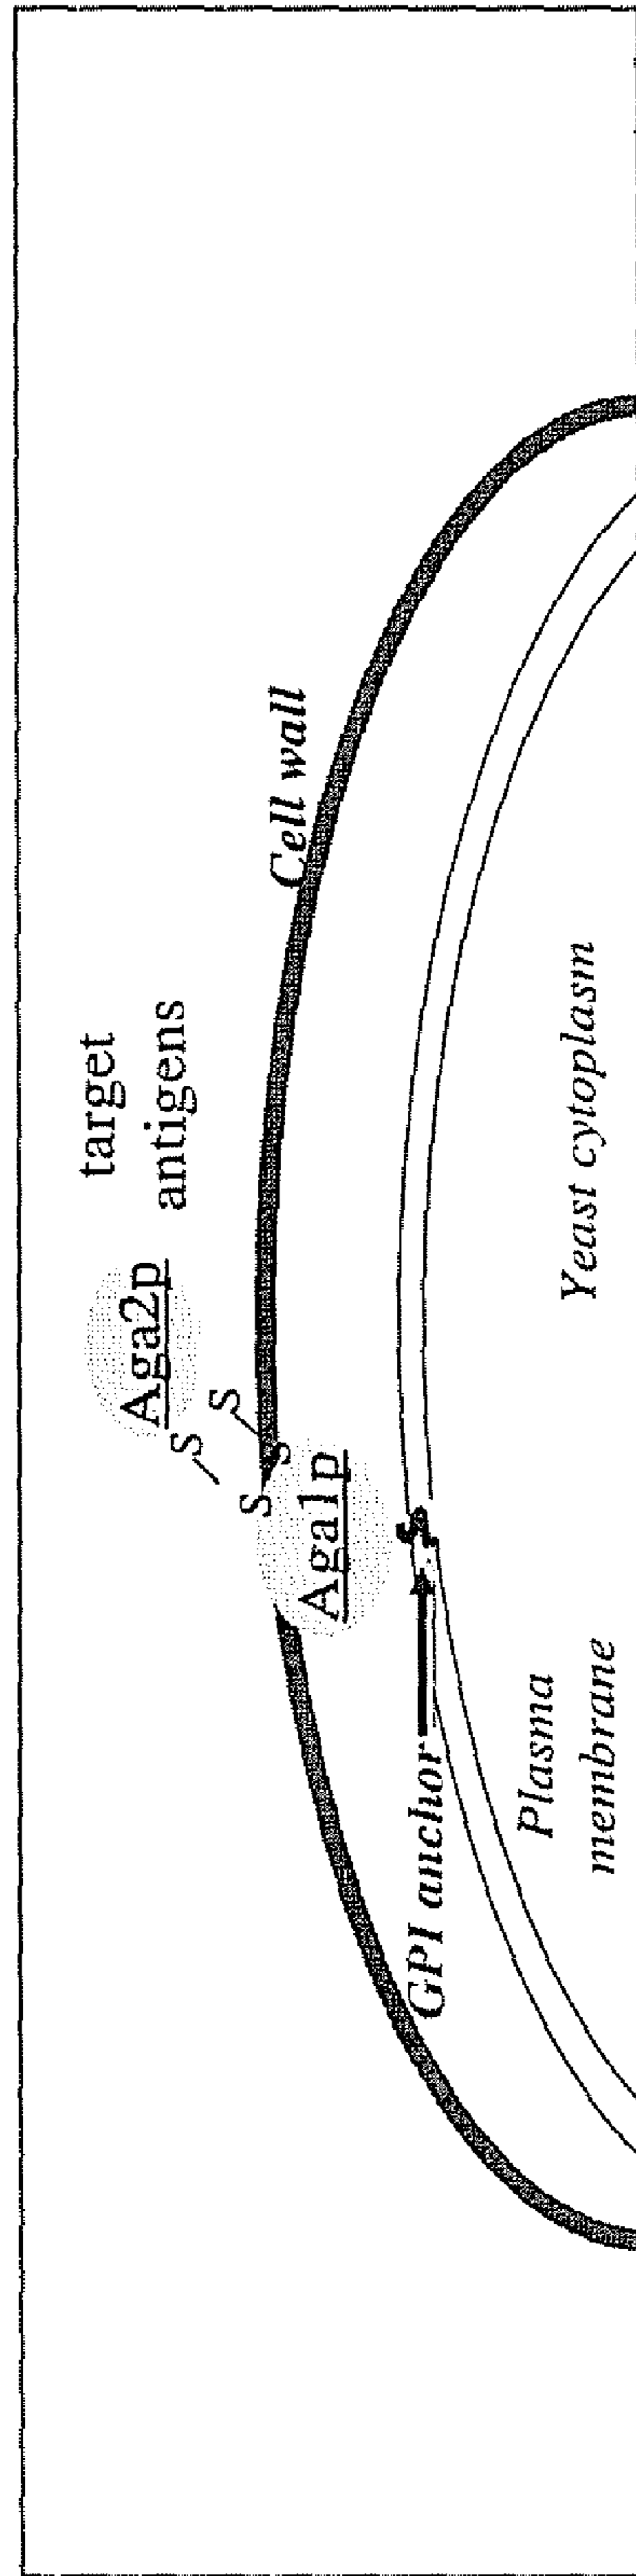 target
antigens
Aga2p
S
S
S
S
Aga1p
Cell wall
GPI anchor
Plasma
membrane
Yeast cytoplasm